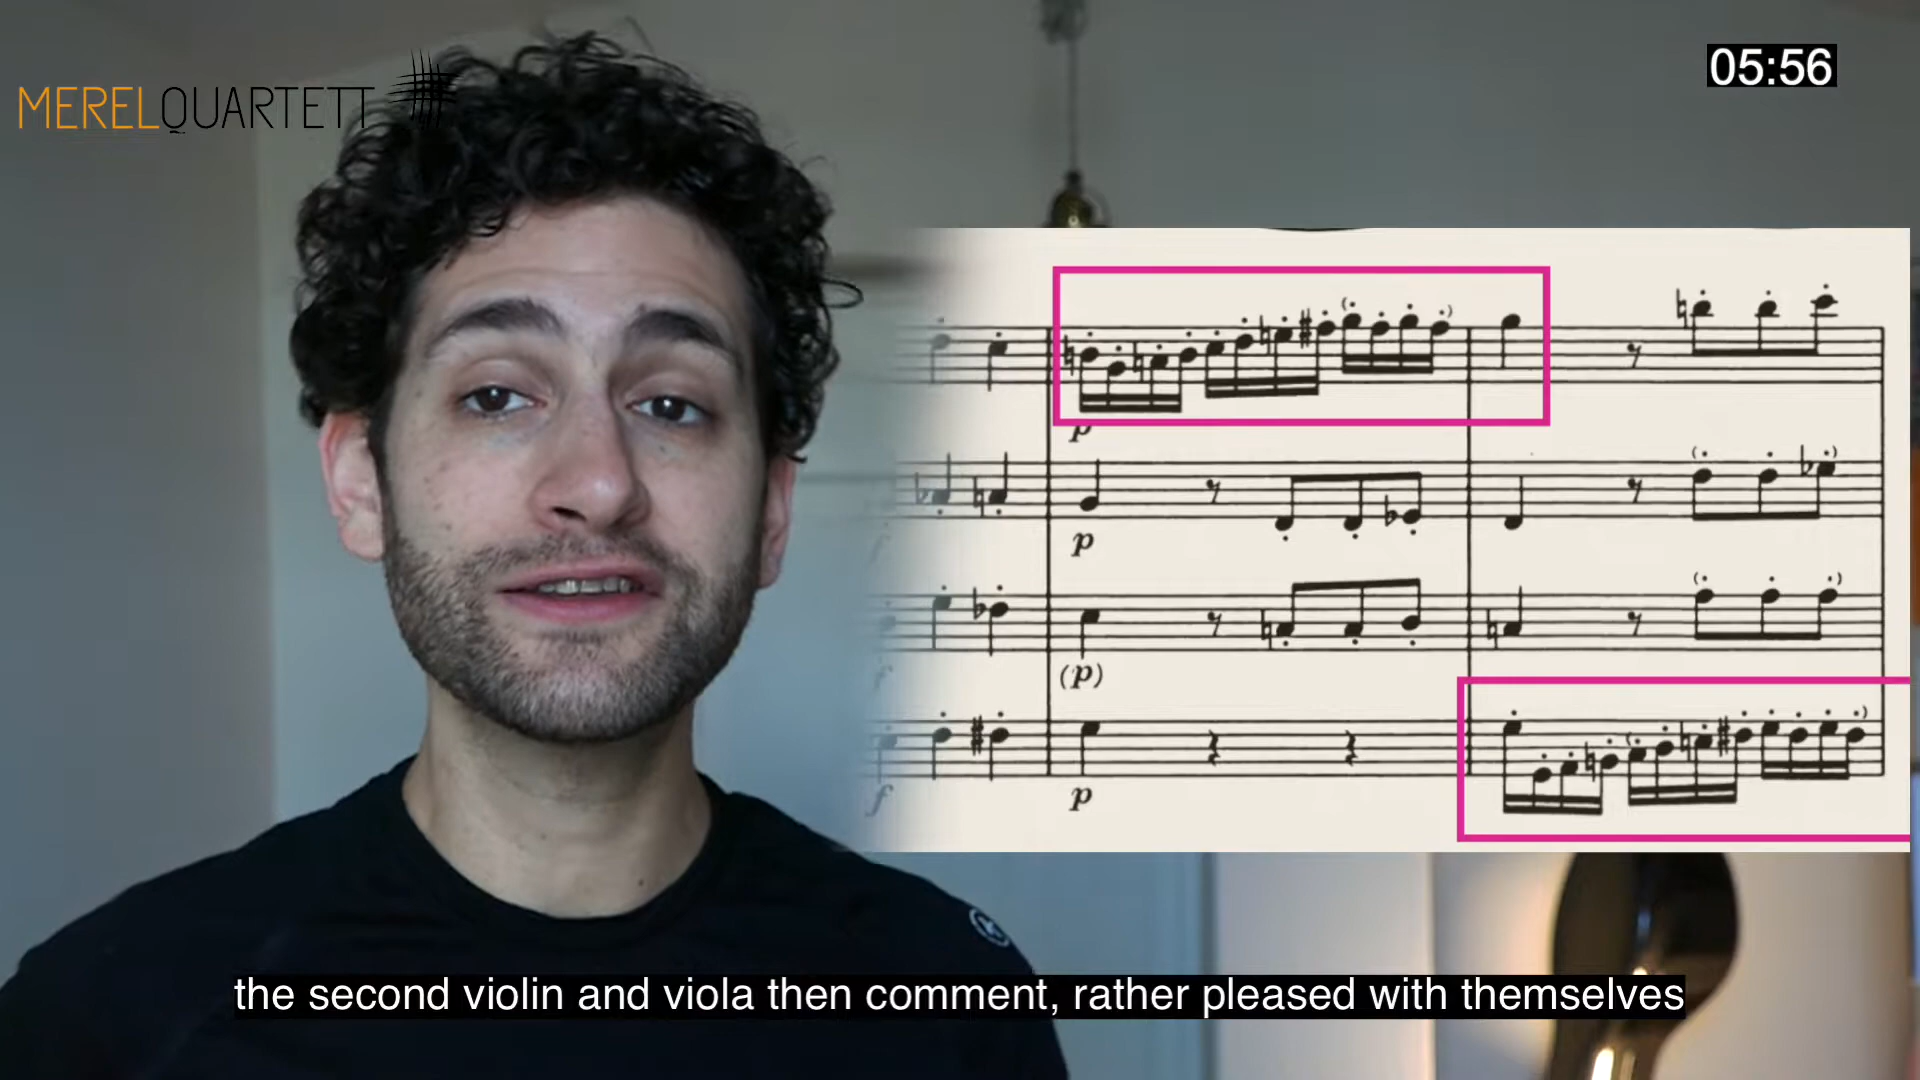 MERELQUARTETT
05:56
p
p
f
(p)
f
f
p
the second violin and viola then comment, rather pleased with themselves